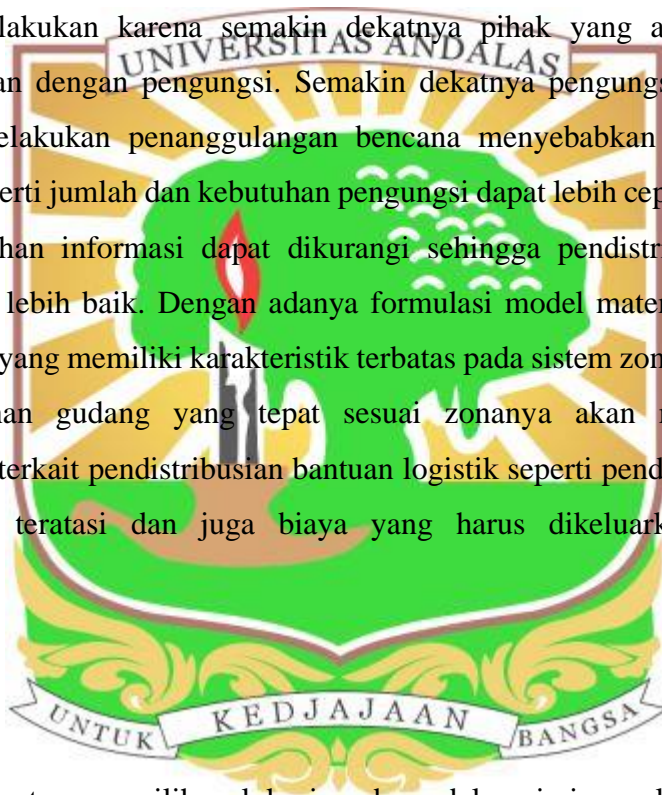 lakukan karena semakin dekatnya pihak yang a
UNIVERSITAS ANDALAS
an dengan pengungsi. Semakin dekatnya pengungs
elakukan penanggulangan bencana menyebabkan
erti jumlah dan kebutuhan pengungsi dapat lebih cep
han informasi dapat dikurangi sehingga pendistri
lebih baik. Dengan adanya formulasi model mater
yang memiliki karakteristik terbatas pada sistem zon
han gudang yang tepat sesuai zonanya akan
terkait pendistribusian bantuan logistik seperti pend
teratasi dan juga biaya yang harus dikeluark
UNTUK KEDJAJAAN BANGSA